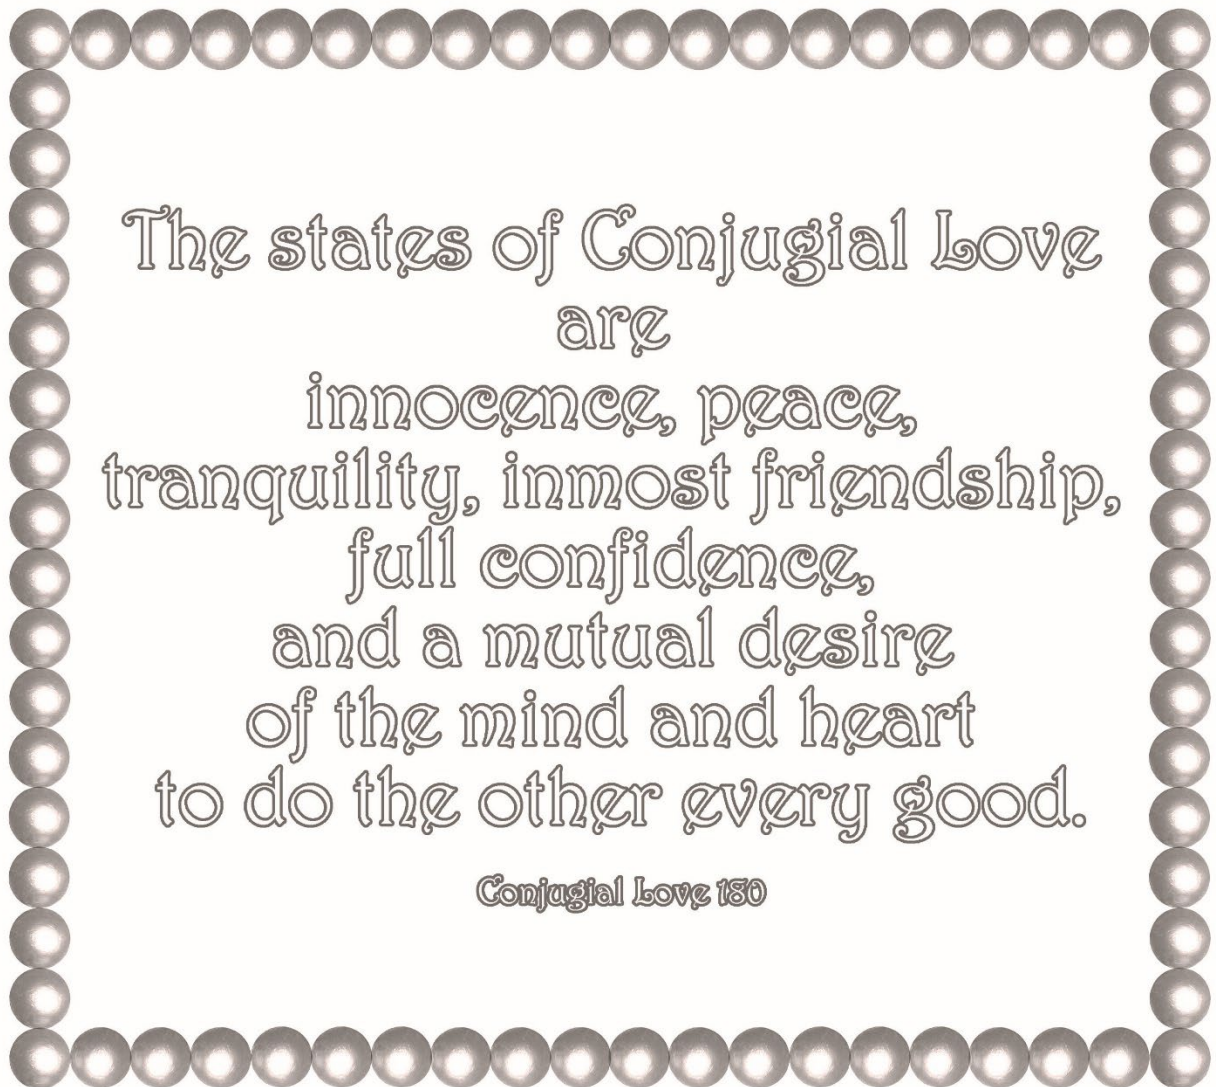 The states of Conjugial Love
are
innocence, peace,
tranquility, inmost friendship,
full confidence,
and a mutual desire
of the mind and heart
to do the other every good.
Conjugial Love 180